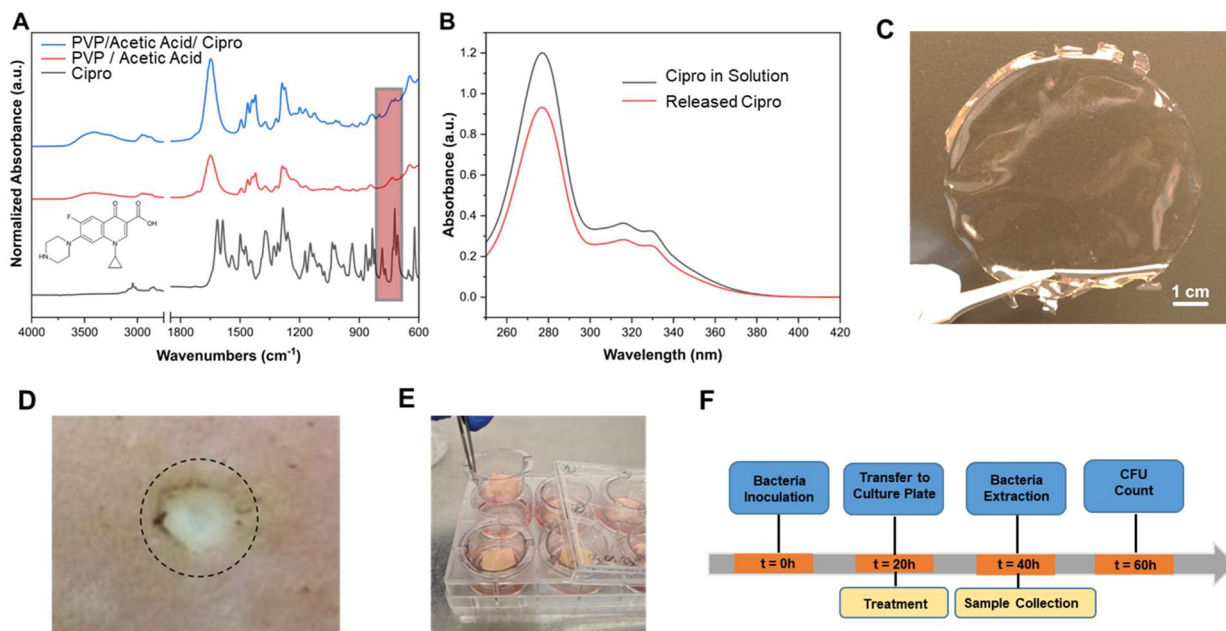 A
PVP/Acetic Acid/ Cipro
PVP / Acetic Acid
Cipro
Normalized Absorbance (a.u.)
F
O
O
OH
N
N
HN
4000 3500 3000 1800 1500 1200 900 600
Wavenumbers (cm⁻¹)
B
Cipro in Solution
Released Cipro
Absorbance (a.u.)
1.2
1.0
0.8
0.6
0.4
0.2
0.0
260 280 300 320 340 360 380 400 420
Wavelength (nm)
C
1 cm
D
E
F
Bacteria
Inoculation
Transfer to
Culture Plate
Bacteria
Extraction
CFU
Count
t = 0h
t = 20h
t = 40h
t = 60h
Treatment
Sample Collection